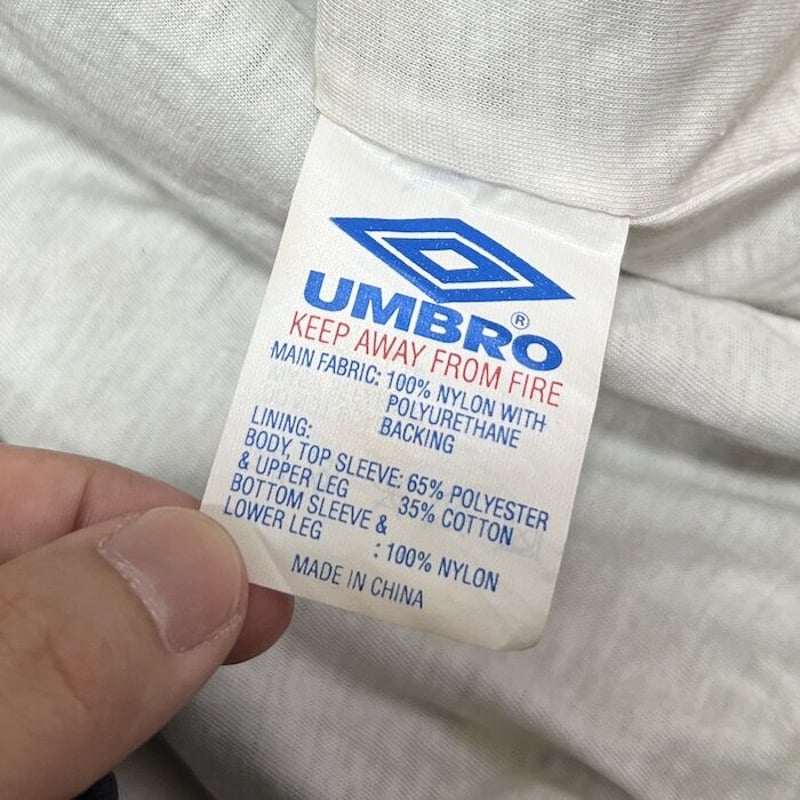 UMBRO®
KEEP AWAY FROM FIRE
MAIN FABRIC: 100% NYLON WITH
POLYURETHANE
BACKING
LINING:
BODY, TOP SLEEVE: 65% POLYESTER
& UPPER LEG 35% COTTON
BOTTOM SLEEVE &
LOWER LEG : 100% NYLON
MADE IN CHINA